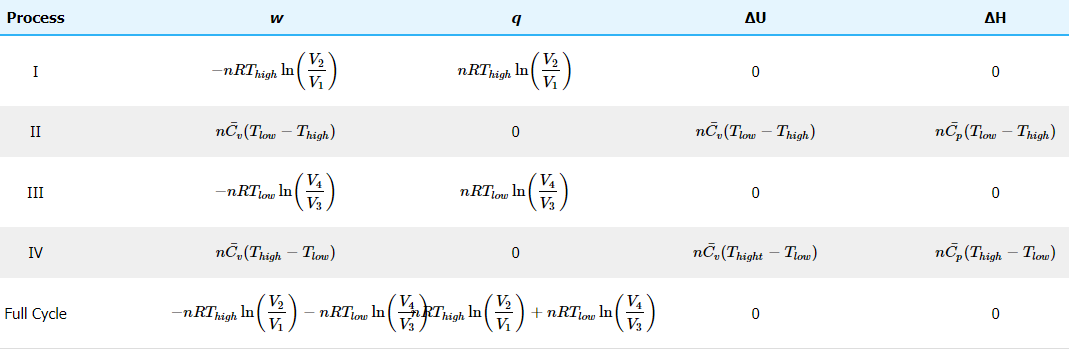 Process w q ΔU ΔH
I −nRT_high ln(V₂/V₁) nRT_high ln(V₂/V₁) 0 0
II nC̄ᵥ(T_low − T_high) 0 nC̄ᵥ(T_low − T_high) nC̄ₚ(T_low − T_high)
III −nRT_low ln(V₄/V₃) nRT_low ln(V₄/V₃) 0 0
IV nC̄ᵥ(T_high − T_low) 0 nC̄ᵥ(T_hight − T_low) nC̄ₚ(T_high − T_low)
Full Cycle −nRT_high ln(V₂/V₁) − nRT_low ln(V₄/V₃) nRT_high ln(V₂/V₁) + nRT_low ln(V₄/V₃) 0 0